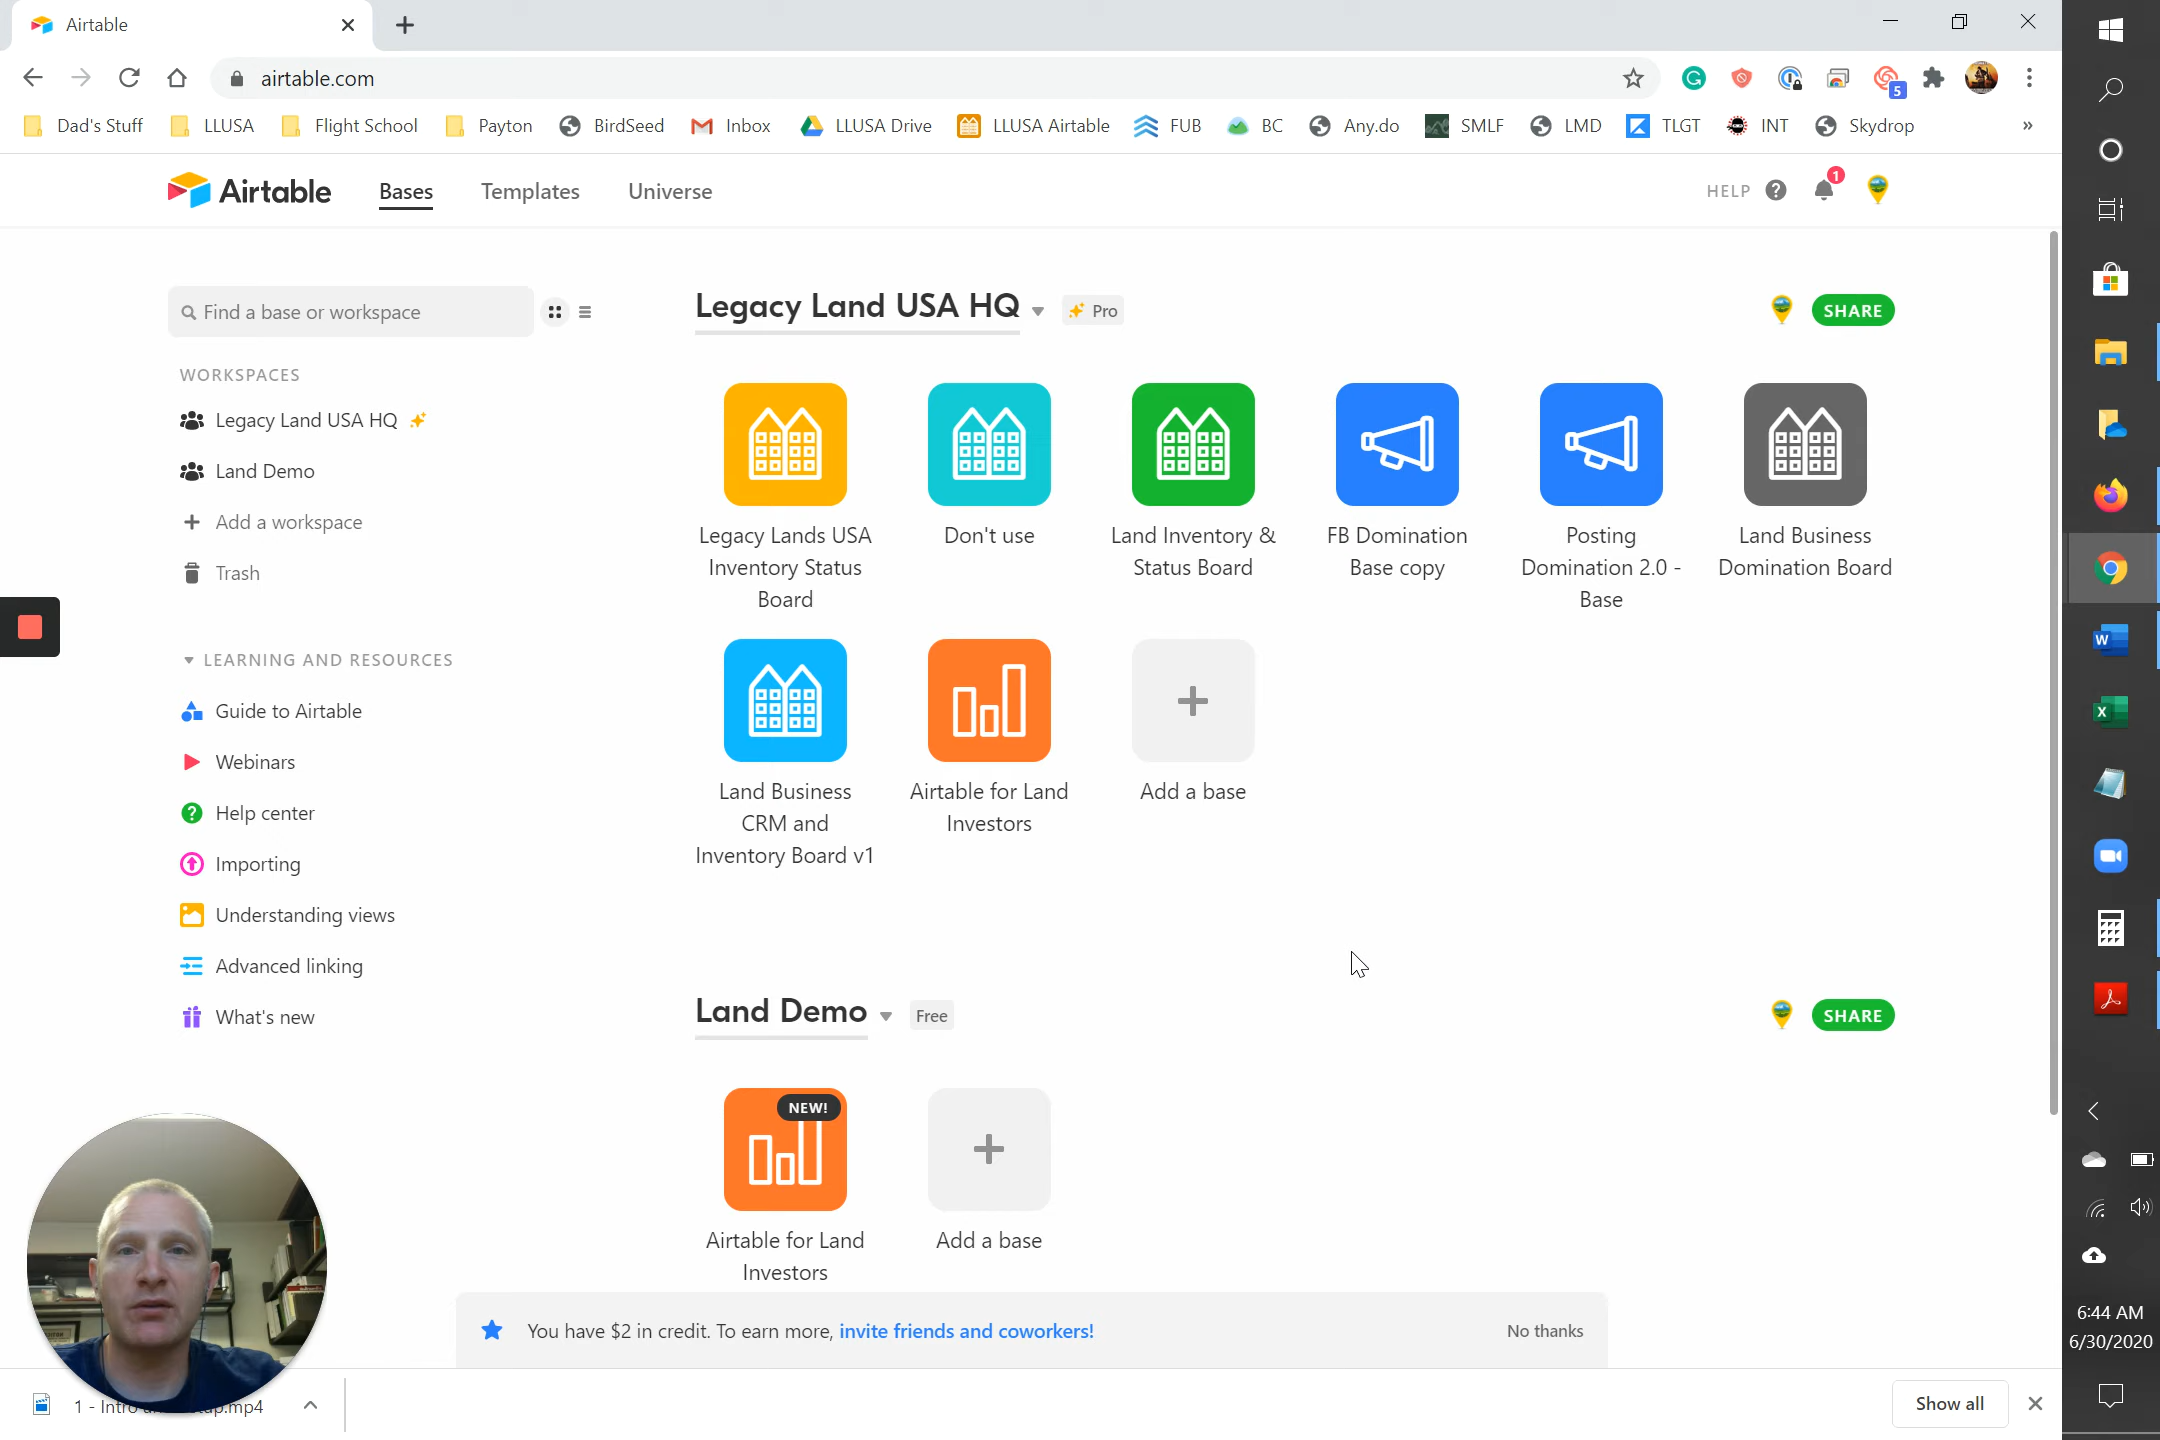 Airtable
airtable.com
5
Dad's Stuff
LLUSA
Flight School
Payton
BirdSeed
Inbox
LLUSA Drive
LLUSA Airtable
FUB
BC
Any.do
SMLF
LMD
TLGT
INT
Skydrop
»
Airtable
Bases
Templates
Universe
HELP
1
Find a base or workspace
WORKSPACES
Legacy Land USA HQ
Land Demo
Add a workspace
Trash
LEARNING AND RESOURCES
Guide to Airtable
Webinars
Help center
Importing
Understanding views
Advanced linking
What's new
Legacy Land USA HQ
Pro
SHARE
Legacy Lands USA
Inventory Status
Board
Don't use
Land Inventory &
Status Board
FB Domination
Base copy
Posting
Domination 2.0 -
Base
Land Business
Domination Board
Land Business
CRM and
Inventory Board v1
Airtable for Land
Investors
Add a base
Land Demo
Free
SHARE
NEW!
Airtable for Land
Investors
Add a base
You have $2 in credit. To earn more, invite friends and coworkers!
No thanks
1 - Intro
.mp4
Show all
6:44 AM
6/30/2020